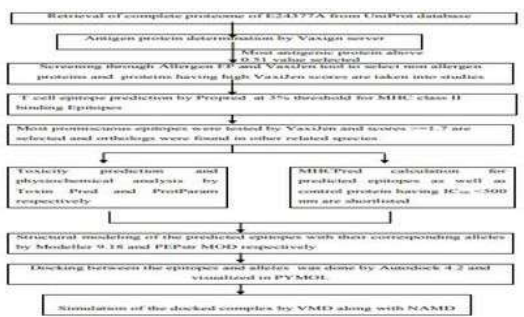 Retrieval of complete proteome of E24377A from UniProt database
Antigen protein determination by Vaxign server
Most antigenic protein above
0.51 value selected
Screening through Allergen FP and VaxiJen tool to select non allergen
proteins and proteins having high VaxiJen scores are taken into studies
T cell epitope prediction by Propred at 3% threshold for MHC class II
binding Epitopes
Most promiscuous epitopes were tested by VaxiJen and scores >=1.7 are
selected and orthologs were found in other related species
Toxicity prediction and
physiochemical analysis by
Toxin Pred and ProtParam
respectively
MHCPred calculation for
predicted epitopes as well as
control protein having IC₅₀ <500
nm are shortlisted
Structural modeling of the predicted epitopes with their corresponding alleles
by Modeller 9.18 and PEPstr MOD respectively
Docking between the epitopes and alleles was done by Autodock 4.2 and
visualized in PYMOL
Simulation of the docked complex by VMD along with NAMD